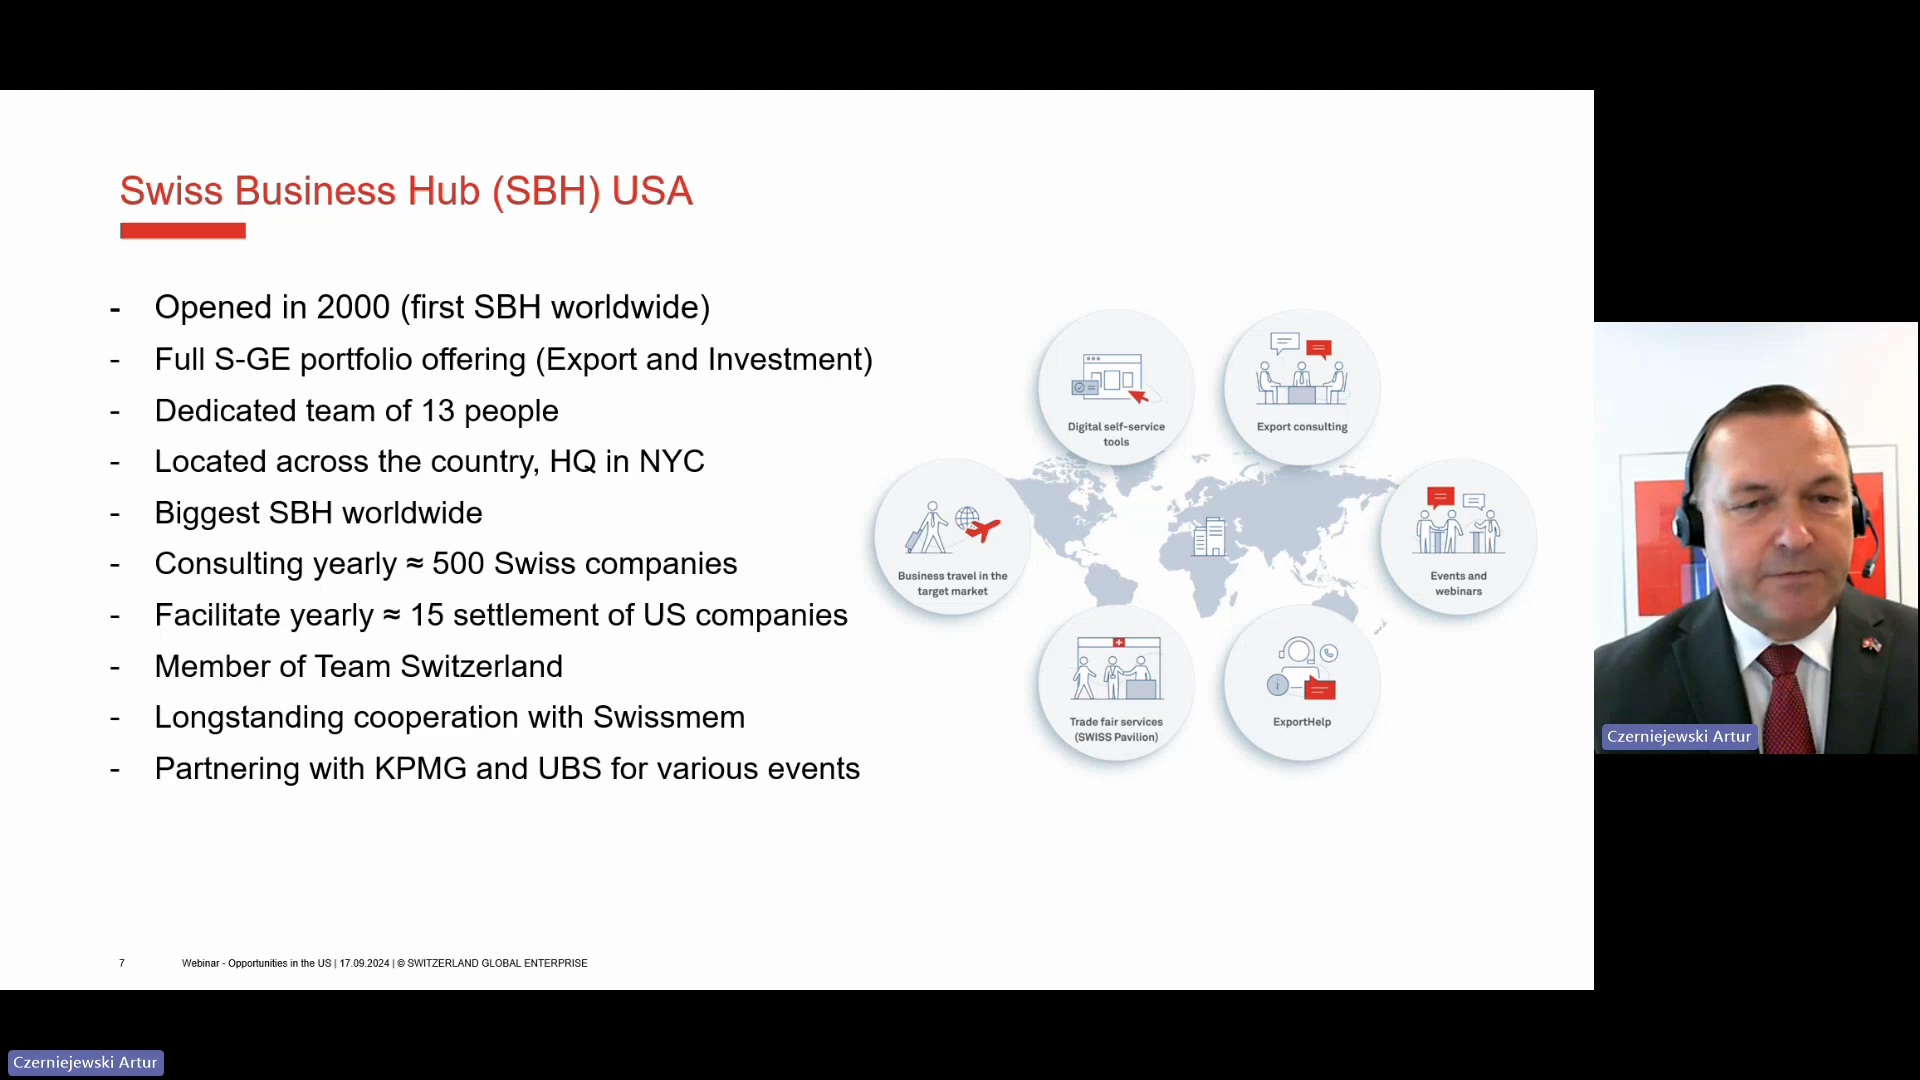 Swiss Business Hub (SBH) USA
- Opened in 2000 (first SBH worldwide)
- Full S-GE portfolio offering (Export and Investment)
- Dedicated team of 13 people
- Located across the country, HQ in NYC
- Biggest SBH worldwide
- Consulting yearly ≈ 500 Swiss companies
- Facilitate yearly ≈ 15 settlement of US companies
- Member of Team Switzerland
- Longstanding cooperation with Swissmem
- Partnering with KPMG and UBS for various events
Digital self-service
tools
Export consulting
Business travel in the
target market
Events and
webinars
Trade fair services
(SWISS Pavilion)
ExportHelp
7 Webinar - Opportunities in the US | 17.09.2024 | © SWITZERLAND GLOBAL ENTERPRISE
Czerniejewski Artur
Czerniejewski Artur